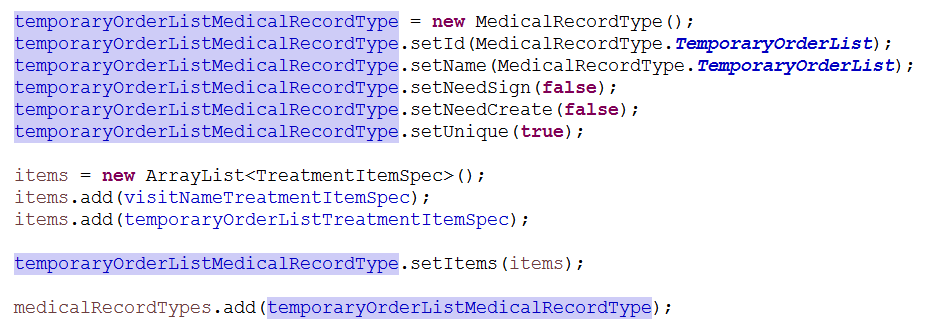 temporaryOrderListMedicalRecordType = new MedicalRecordType();
temporaryOrderListMedicalRecordType.setId(MedicalRecordType.TemporaryOrderList);
temporaryOrderListMedicalRecordType.setName(MedicalRecordType.TemporaryOrderList);
temporaryOrderListMedicalRecordType.setNeedSign(false);
temporaryOrderListMedicalRecordType.setNeedCreate(false);
temporaryOrderListMedicalRecordType.setUnique(true);
items = new ArrayList<TreatmentItemSpec>();
items.add(visitNameTreatmentItemSpec);
items.add(temporaryOrderListTreatmentItemSpec);
temporaryOrderListMedicalRecordType.setItems(items);
medicalRecordTypes.add(temporaryOrderListMedicalRecordType);